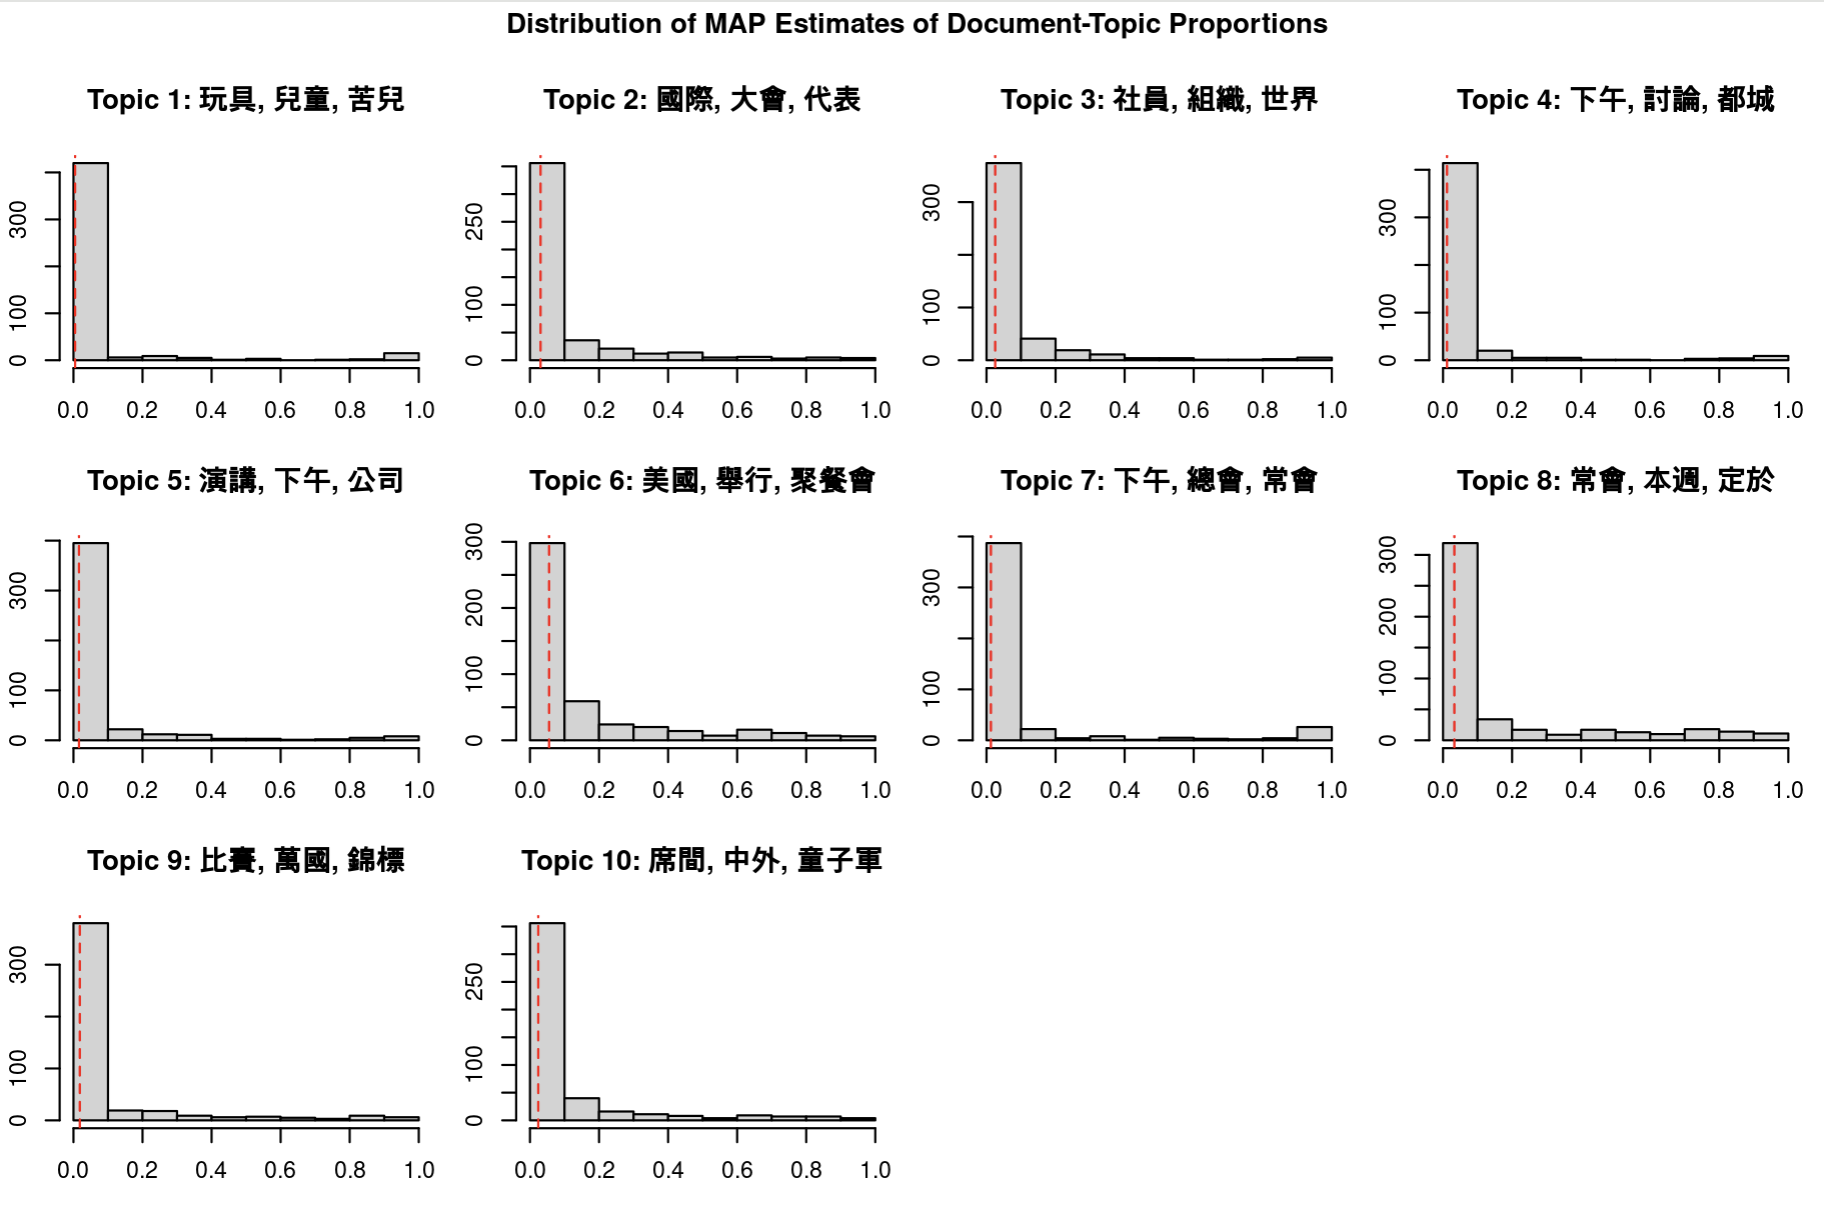 Distribution of MAP Estimates of Document-Topic Proportions
Topic 1: 玩具, 兒童, 苦兒
0 100 300
0.0 0.2 0.4 0.6 0.8 1.0
Topic 2: 國際, 大會, 代表
0 100 250
0.0 0.2 0.4 0.6 0.8 1.0
Topic 3: 社員, 組織, 世界
0 100 300
0.0 0.2 0.4 0.6 0.8 1.0
Topic 4: 下午, 討論, 都城
0 100 300
0.0 0.2 0.4 0.6 0.8 1.0
Topic 5: 演講, 下午, 公司
0 100 300
0.0 0.2 0.4 0.6 0.8 1.0
Topic 6: 美國, 舉行, 聚餐會
0 100 200 300
0.0 0.2 0.4 0.6 0.8 1.0
Topic 7: 下午, 總會, 常會
0 100 300
0.0 0.2 0.4 0.6 0.8 1.0
Topic 8: 常會, 本週, 定於
0 100 200 300
0.0 0.2 0.4 0.6 0.8 1.0
Topic 9: 比賽, 萬國, 錦標
0 100 300
0.0 0.2 0.4 0.6 0.8 1.0
Topic 10: 席間, 中外, 童子軍
0 100 250
0.0 0.2 0.4 0.6 0.8 1.0